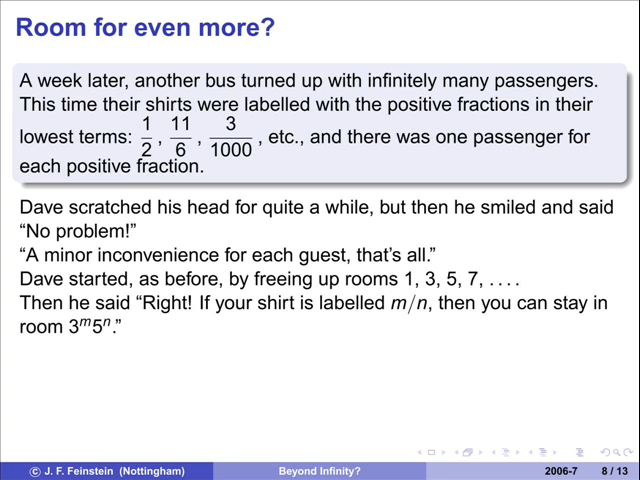 Room for even more?
A week later, another bus turned up with infinitely many passengers.
This time their shirts were labelled with the positive fractions in their
lowest terms: 1/2, 11/6, 3/1000, etc., and there was one passenger for
each positive fraction.
Dave scratched his head for quite a while, but then he smiled and said
“No problem!”
“A minor inconvenience for each guest, that’s all.”
Dave started, as before, by freeing up rooms 1, 3, 5, 7, . . . .
Then he said “Right! If your shirt is labelled m/n, then you can stay in
room 3^m5^n.”
© J. F. Feinstein (Nottingham) Beyond Infinity? 2006-7 8 / 13